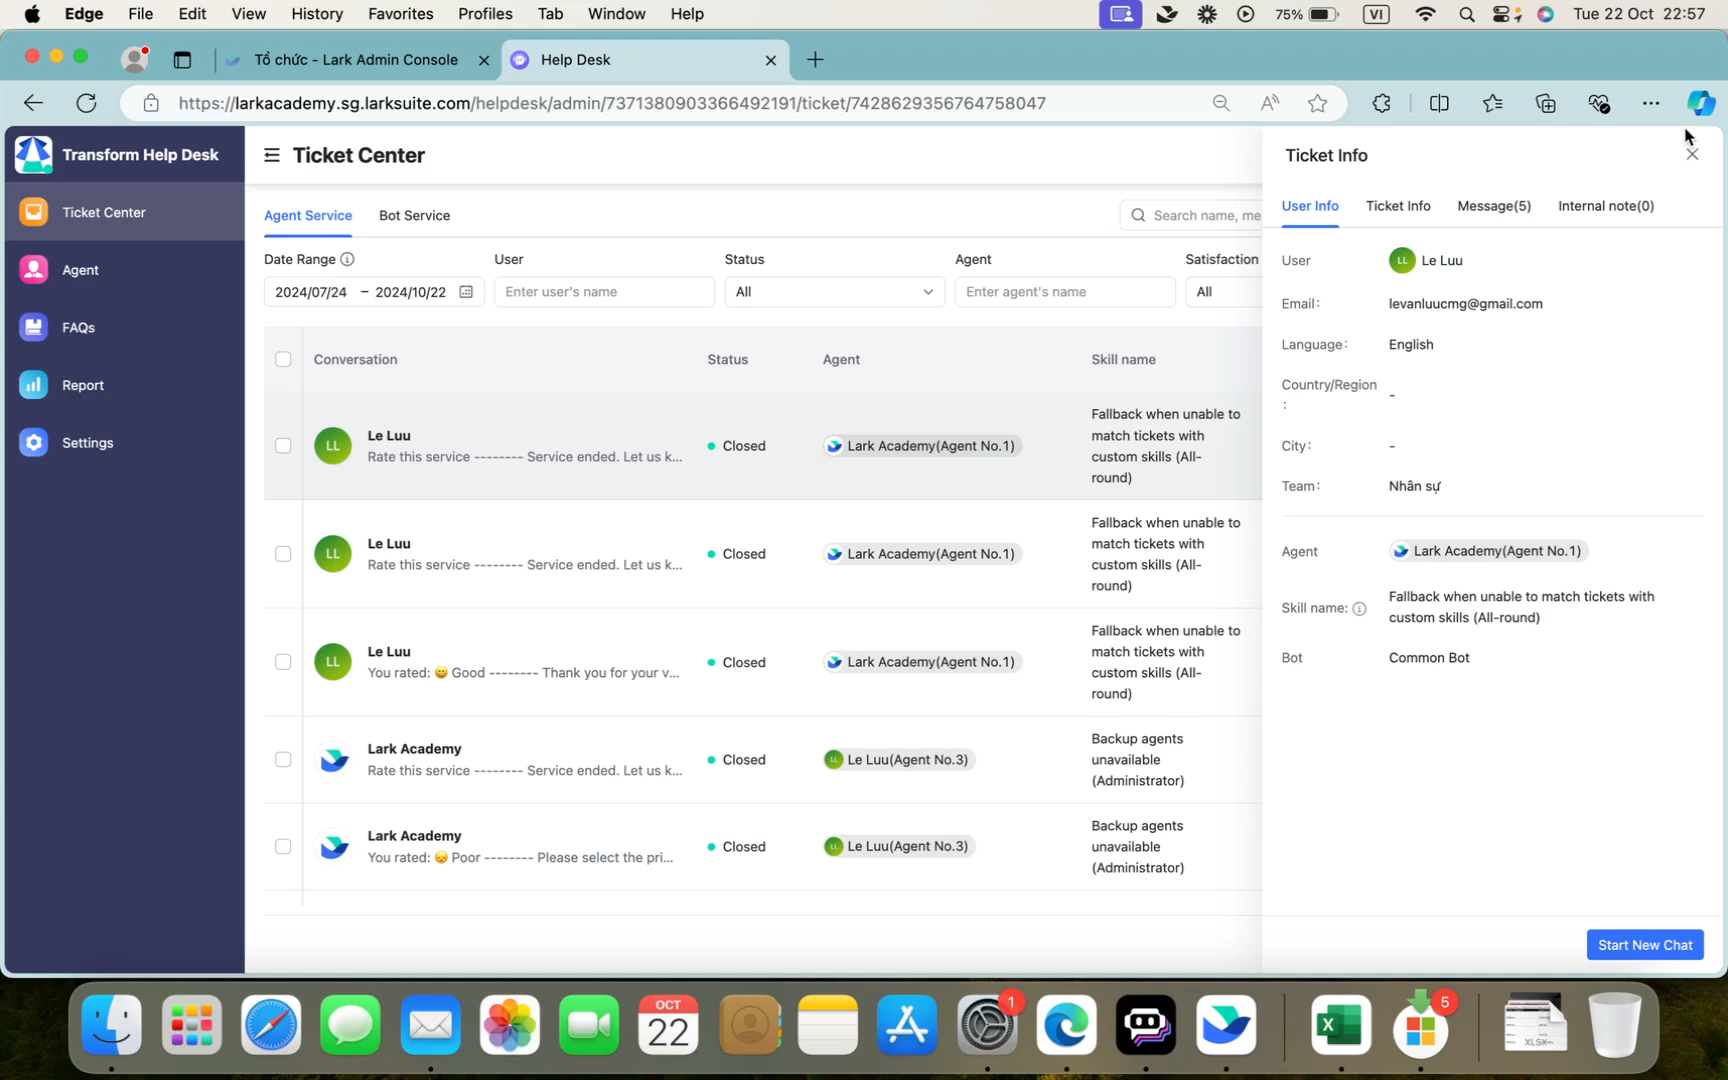 Edge File Edit View History Favorites Profiles Tab Window Help 75% VI Tue 22 Oct 22:57
Tổ chức - Lark Admin Console Help Desk
https://larkacademy.sg.larksuite.com/helpdesk/admin/7371380903366492191/ticket/7428629356764758047
Transform Help Desk
Ticket Center
Agent
FAQs
Report
Settings
Ticket Center
Agent Service Bot Service Search name, me
Date Range User Status Agent Satisfaction
2024/07/24 – 2024/10/22 Enter user's name All Enter agent's name All
Conversation Status Agent Skill name
LL Le Luu
Rate this service -------- Service ended. Let us k...
Closed
Lark Academy(Agent No.1)
Fallback when unable to
match tickets with
custom skills (All-
round)
LL Le Luu
Rate this service -------- Service ended. Let us k...
Closed
Lark Academy(Agent No.1)
Fallback when unable to
match tickets with
custom skills (All-
round)
LL Le Luu
You rated: 😄 Good -------- Thank you for your v...
Closed
Lark Academy(Agent No.1)
Fallback when unable to
match tickets with
custom skills (All-
round)
Lark Academy
Rate this service -------- Service ended. Let us k...
Closed
LL Le Luu(Agent No.3)
Backup agents
unavailable
(Administrator)
Lark Academy
You rated: 😞 Poor -------- Please select the pri...
Closed
LL Le Luu(Agent No.3)
Backup agents
unavailable
(Administrator)
Ticket Info
User Info Ticket Info Message(5) Internal note(0)
User LL Le Luu
Email: levanluucmg@gmail.com
Language: English
Country/Region
: -
City: -
Team: Nhân sự
Agent Lark Academy(Agent No.1)
Skill name: Fallback when unable to match tickets with
custom skills (All-round)
Bot Common Bot
Start New Chat
OCT
22
1
X
5
XLSX